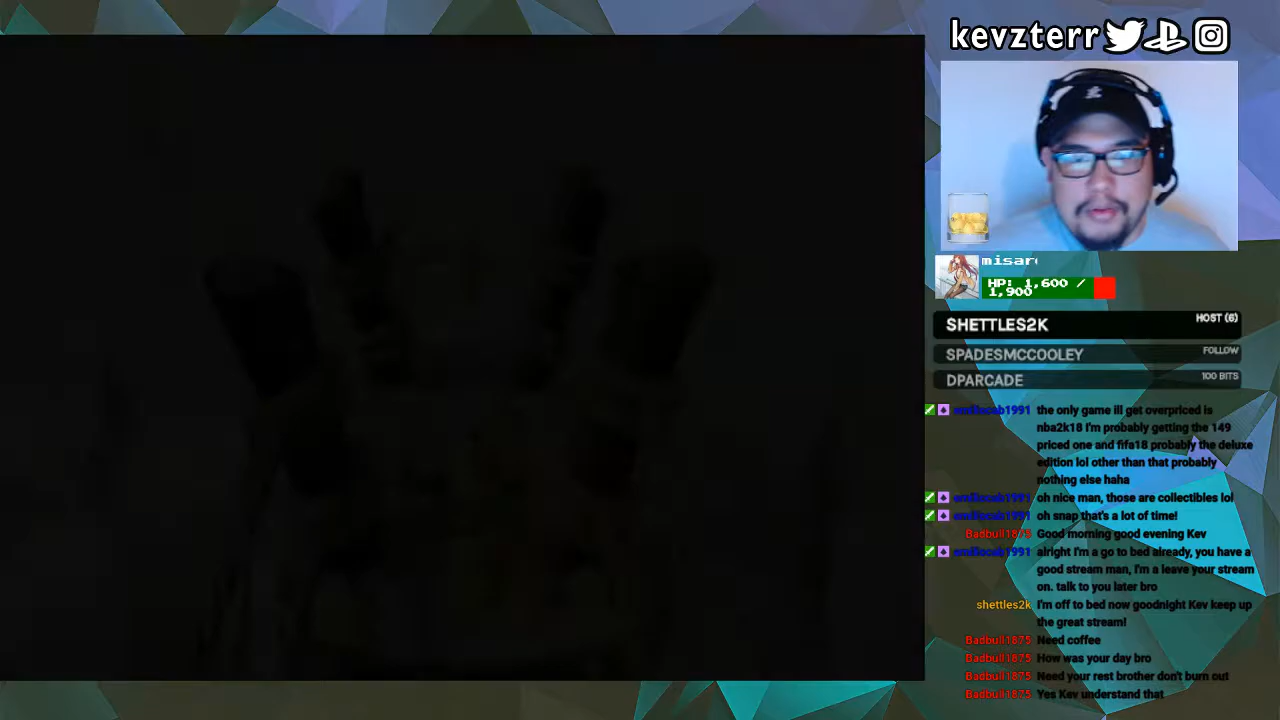 kevzterr
HP: 1,600 /
1,900
SHETTLES2K HOST (6)
SPADESMCCOOLEY FOLLOW
DPARCADE 100 BITS
the only game ill get overpriced is
nba2k18 I'm probably getting the 149
priced one and fifa18 probably the deluxe
edition lol other than that probably
nothing else haha
oh nice man, those are collectibles lol
oh snap that's a lot of time!
Badbull1875 Good morning good evening Kev
alright I'm a go to bed already, you have a
good stream man, I'm a leave your stream
on. talk to you later bro
shettles2k I'm off to bed now goodnight Kev keep up
the great stream!
Badbull1875 Need coffee
Badbull1875 How was your day bro
Badbull1875 Need your rest brother don't burn out
Badbull1875 Yes Kev understand that